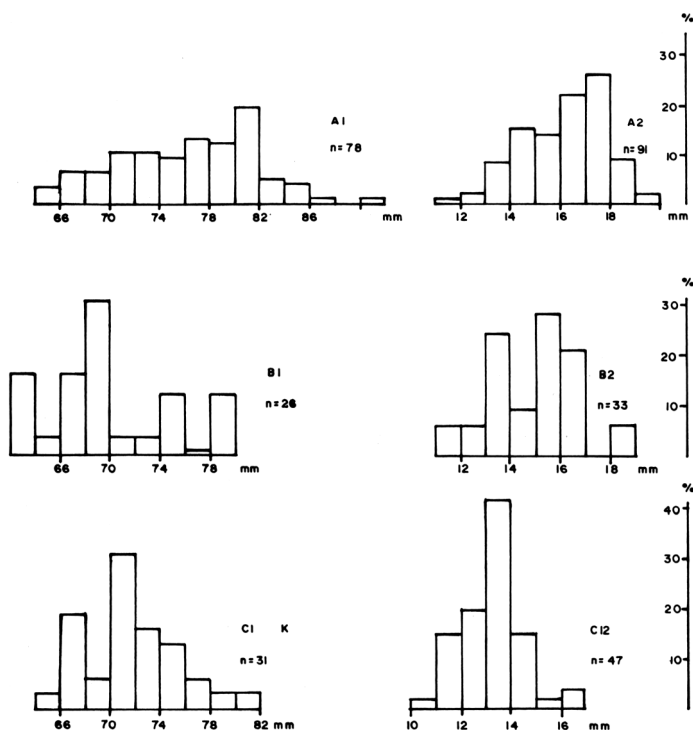 %
30
20
10
A1
n=78
A2
n=91
66 70 74 78 82 86 mm
12 14 16 18 mm
%
30
20
10
B1
n=26
B2
n=33
66 70 74 78 mm
12 14 16 18 mm
%
40
30
20
10
C1 K
n=31
C12
n=47
66 70 74 78 82 mm
10 12 14 16 mm